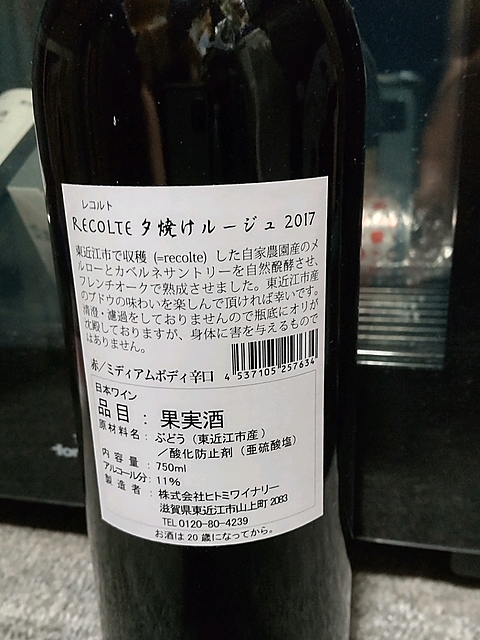 レコルト
RECOLTE 夕焼けルージュ 2017
東近江市で収穫 (=recolte) した自家農園産のメ
ルローとカベルネサントリーを自然醗酵させ、
フレンチオークで熟成させました。東近江市産
のブドウの味わいを楽しんで頂ければ幸いです。
清澄・濾過をしておりませんので瓶底にオリが
沈殿しておりますが、身体に害を与えるもので
はありません。
赤/ミディアムボディ辛口
4 537105 257634
日本ワイン
品目：果実酒
原材料名：ぶどう（東近江市産）
／酸化防止剤（亜硫酸塩）
内容量：750ml
アルコール分：11%
製造者：株式会社ヒトミワイナリー
滋賀県東近江市山上町 2083
TEL 0120-80-4239
お酒は 20 歳になってから。